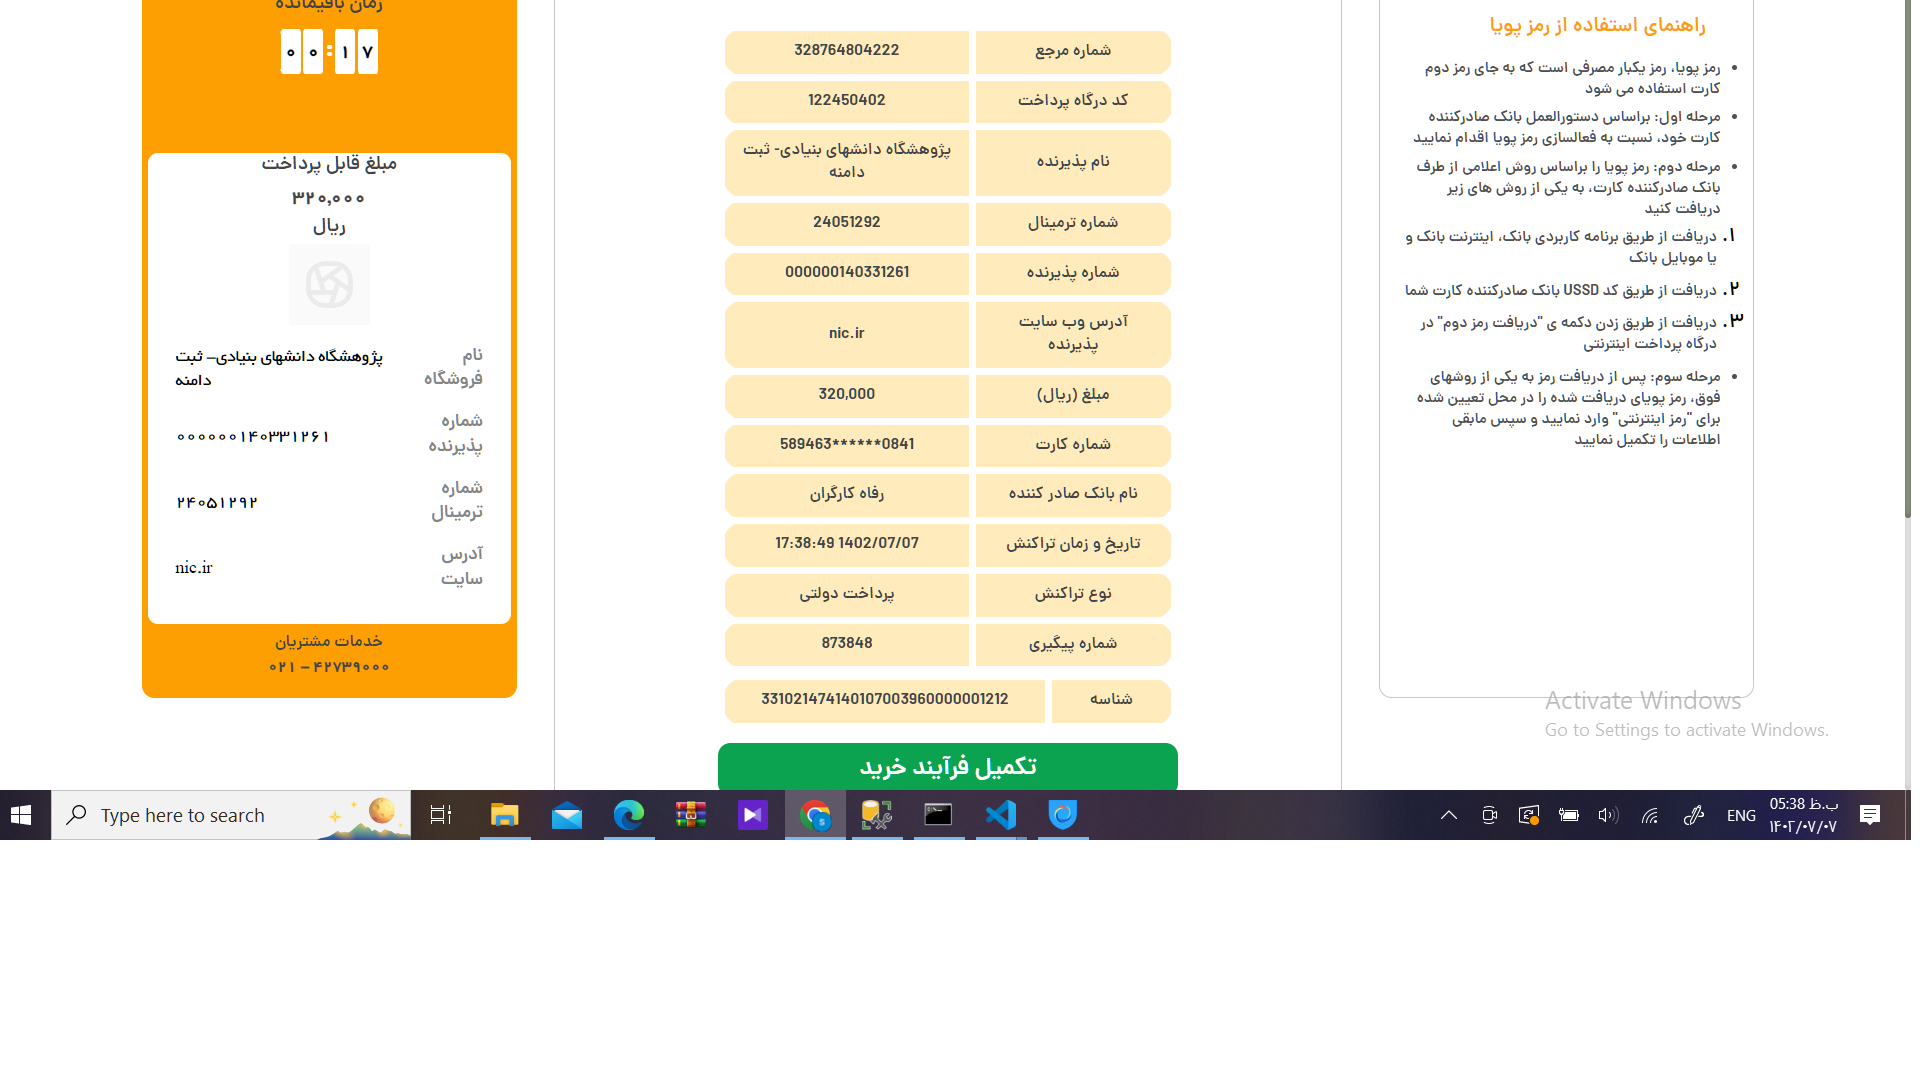 راهنمای استفاده از رمز پویا
رمز پویا، رمز یکبار مصرفی است که به جای رمز دوم
کارت استفاده می شود
مرحله اول: براساس دستورالعمل بانک صادرکننده
کارت خود، نسبت به فعالسازی رمز پویا اقدام نمایید
مرحله دوم: رمز پویا را براساس روش اعلامی از طرف
بانک صادرکننده کارت، به یکی از روش های زیر
دریافت کنید
۱. دریافت از طریق برنامه کاربردی بانک، اینترنت بانک و
یا موبایل بانک
۲. دریافت از طریق کد USSD بانک صادرکننده کارت شما
۳. دریافت از طریق زدن دکمه ی "دریافت رمز دوم" در
درگاه پرداخت اینترنتی
مرحله سوم: پس از دریافت رمز به یکی از روشهای
فوق، رمز پویای دریافت شده را در محل تعیین شده
برای "رمز اینترنتی" وارد نمایید و سپس مابقی
اطلاعات را تکمیل نمایید
شماره مرجع 328764804222
کد درگاه پرداخت 122450402
نام پذیرنده پژوهشگاه دانشهای بنیادی- ثبت
دامنه
شماره ترمینال 24051292
شماره پذیرنده 000000140331261
آدرس وب سایت
پذیرنده nic.ir
مبلغ (ریال) 320,000
شماره کارت 589463******0841
نام بانک صادر کننده رفاه کارگران
تاریخ و زمان تراکنش 1402/07/07 17:38:49
نوع تراکنش پرداخت دولتی
شماره پیگیری 873848
شناسه 331021474140107003960000001212
تکمیل فرآیند خرید
زمان باقیمانده
۰۰:۱۷
مبلغ قابل پرداخت
۳۲۰,۰۰۰
ریال
نام
فروشگاه
پژوهشگاه دانشهای بنیادی– ثبت
دامنه
شماره
پذیرنده
۰۰۰۰۰۰۱۴۰۳۳۱۲۶۱
شماره
ترمینال
۲۴۰۵۱۲۹۲
آدرس
سایت
nic.ir
خدمات مشتریان
۰۲۱ – ۴۲۷۳۹۰۰۰
Activate Windows
Go to Settings to activate Windows.
Type here to search
ENG
05:38 ب.ظ
۱۴۰۲/۰۷/۰۷